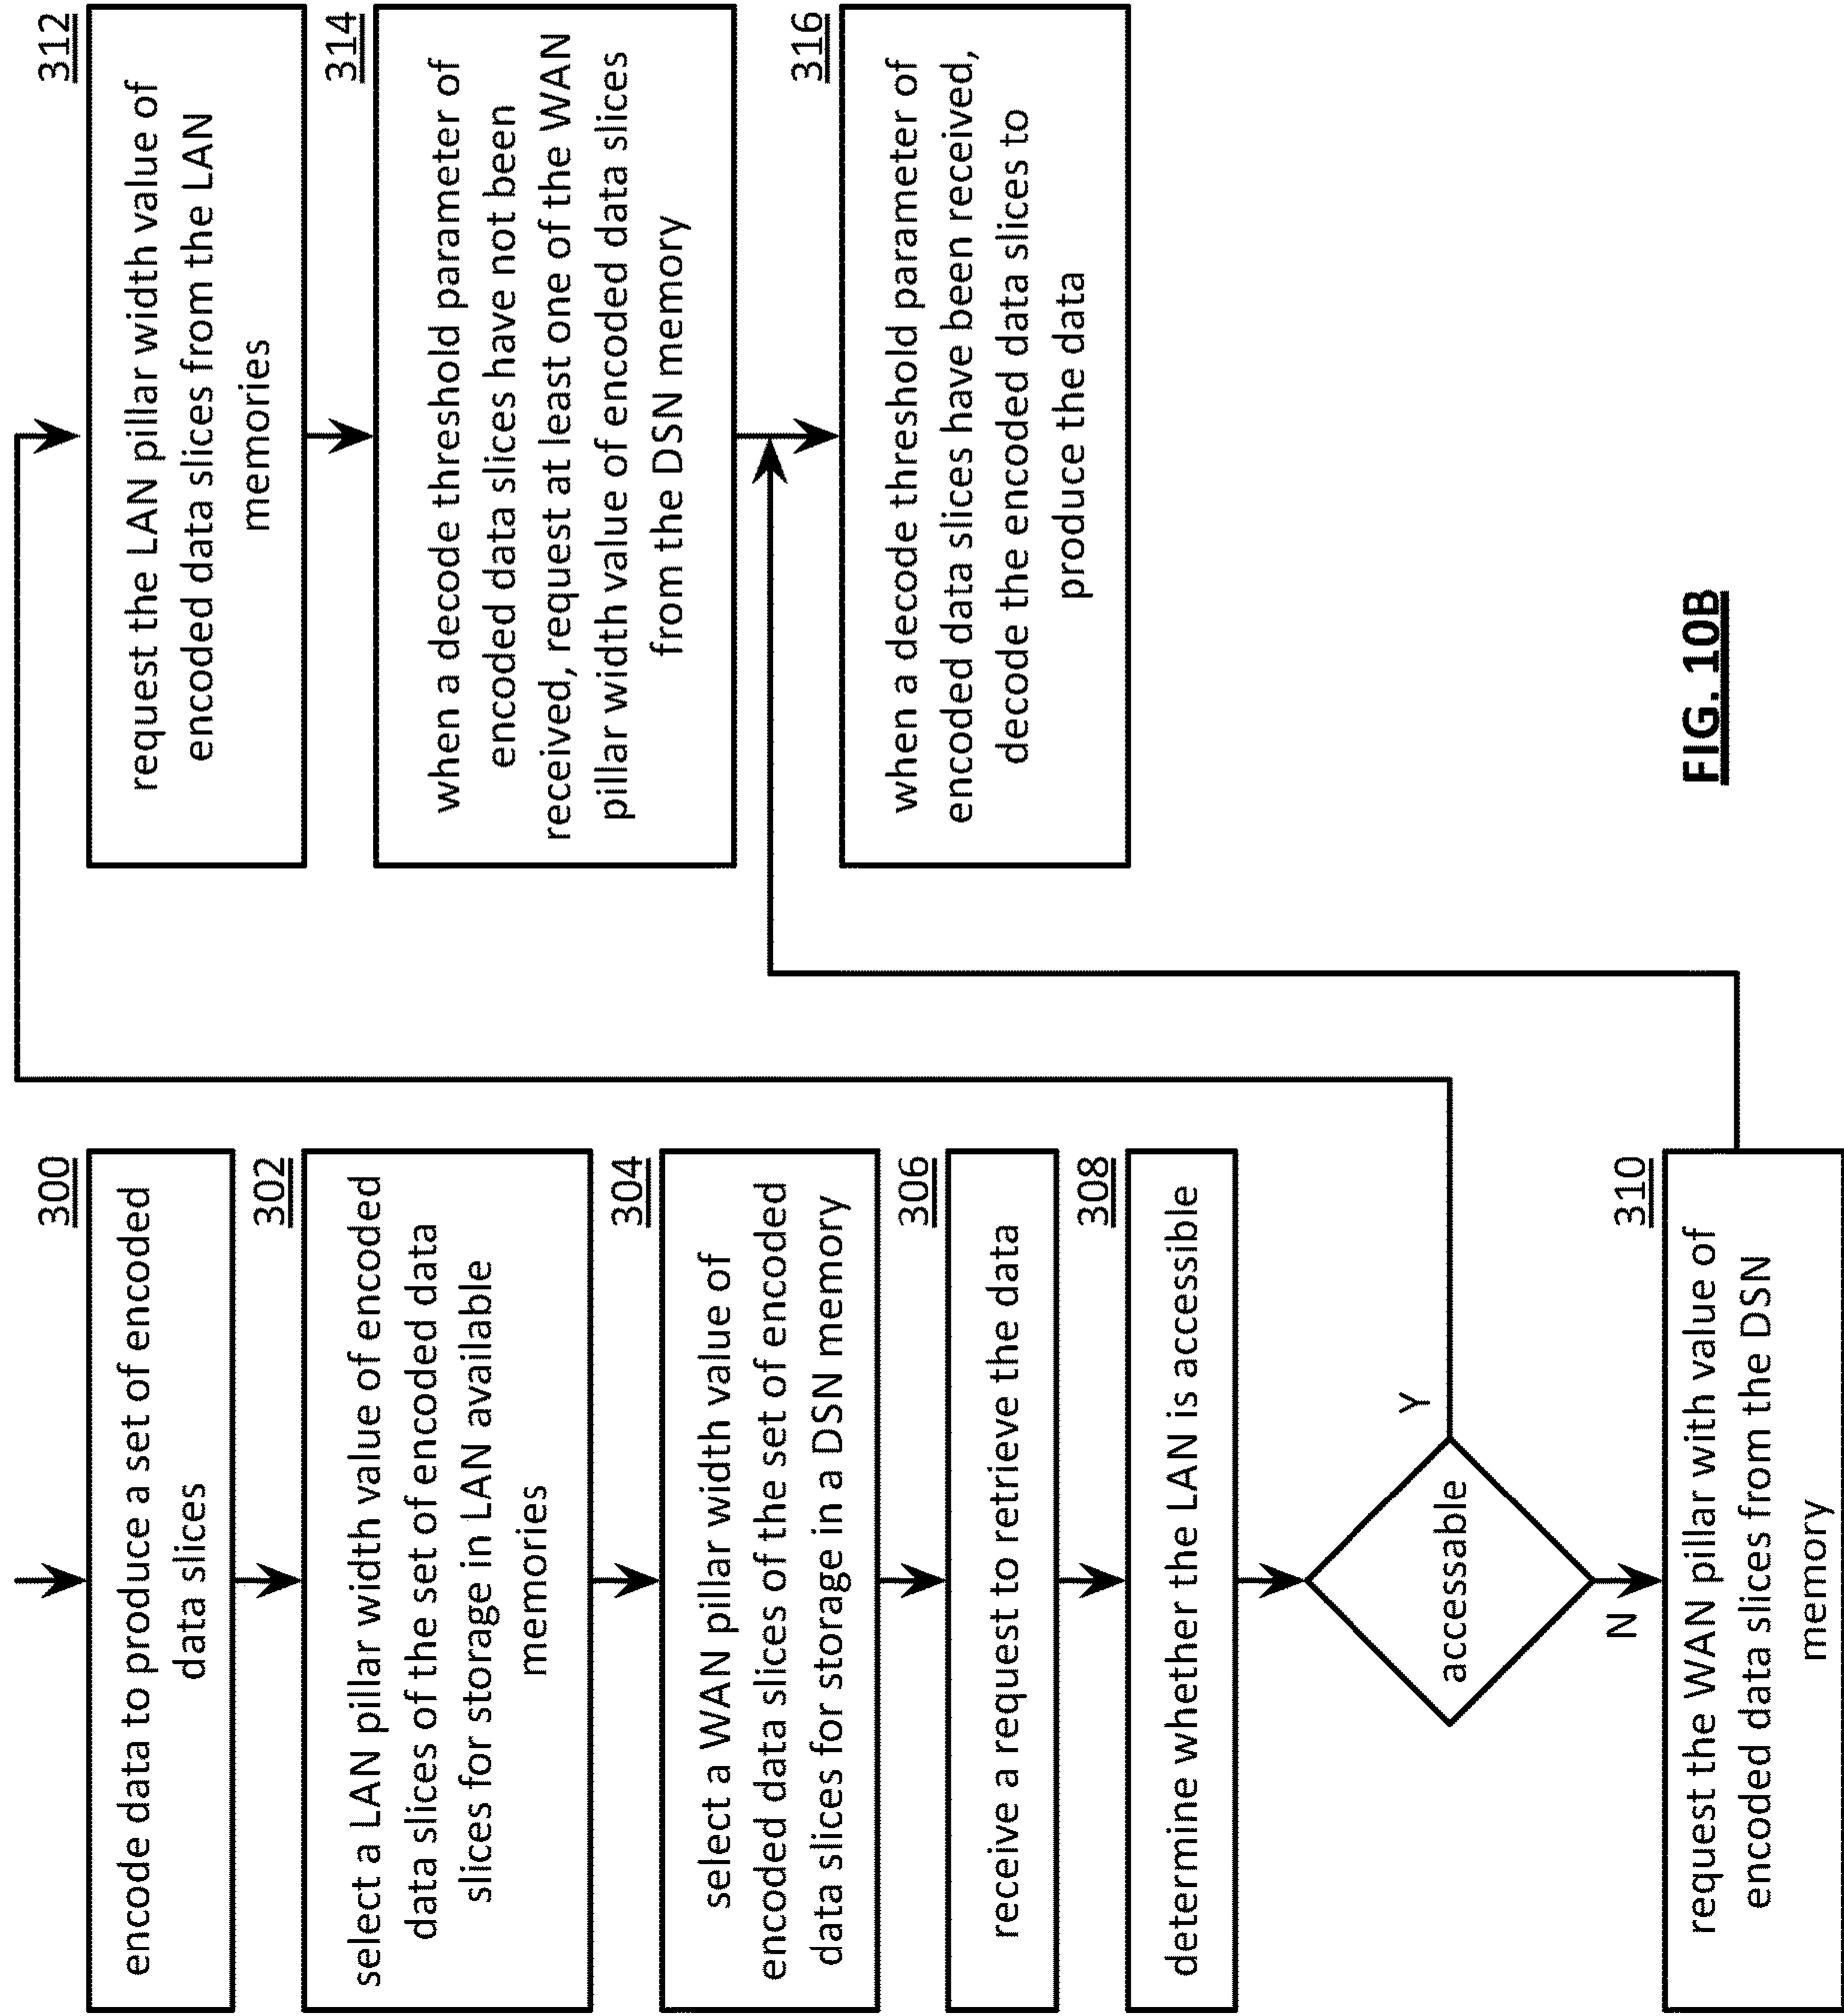 300
encode data to produce a set of encoded
data slices
302
select a LAN pillar width value of encoded
data slices of the set of encoded data
slices for storage in LAN available
memories
304
select a WAN pillar width value of
encoded data slices of the set of encoded
data slices for storage in a DSN memory
306
receive a request to retrieve the data
308
determine whether the LAN is accessible
accessable
Y
N
310
request the WAN pillar with value of
encoded data slices from the DSN
memory
312
request the LAN pillar width value of
encoded data slices from the LAN
memories
314
when a decode threshold parameter of
encoded data slices have not been
received, request at least one of the WAN
pillar width value of encoded data slices
from the DSN memory
316
when a decode threshold parameter of
encoded data slices have been received,
decode the encoded data slices to
produce the data
FIG. 10B